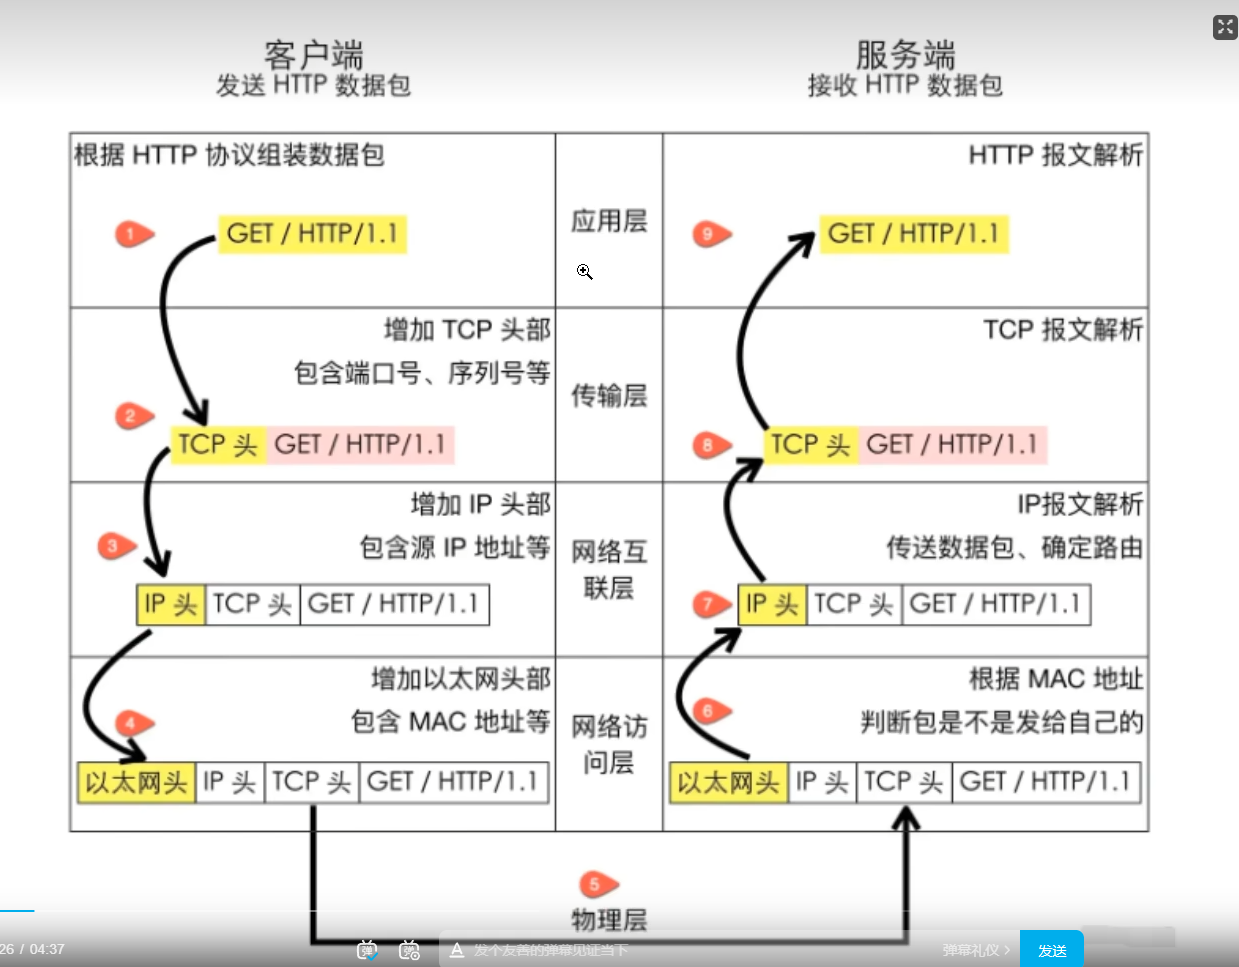 客户端
发送 HTTP 数据包
服务端
接收 HTTP 数据包
根据 HTTP 协议组装数据包
1
GET / HTTP/1.1
应用层
HTTP 报文解析
9
GET / HTTP/1.1
增加 TCP 头部
包含端口号、序列号等
2
TCP 头 GET / HTTP/1.1
传输层
TCP 报文解析
8
TCP 头 GET / HTTP/1.1
增加 IP 头部
包含源 IP 地址等
3
IP 头 TCP 头 GET / HTTP/1.1
网络互
联层
IP报文解析
传送数据包、确定路由
7
IP 头 TCP 头 GET / HTTP/1.1
增加以太网头部
包含 MAC 地址等
4
以太网头 IP 头 TCP 头 GET / HTTP/1.1
网络访
问层
根据 MAC 地址
判断包是不是发给自己的
6
以太网头 IP 头 TCP 头 GET / HTTP/1.1
5
物理层
26 / 04:37
弹
弹
A 发个友善的弹幕见证当下
弹幕礼仪 >
发送